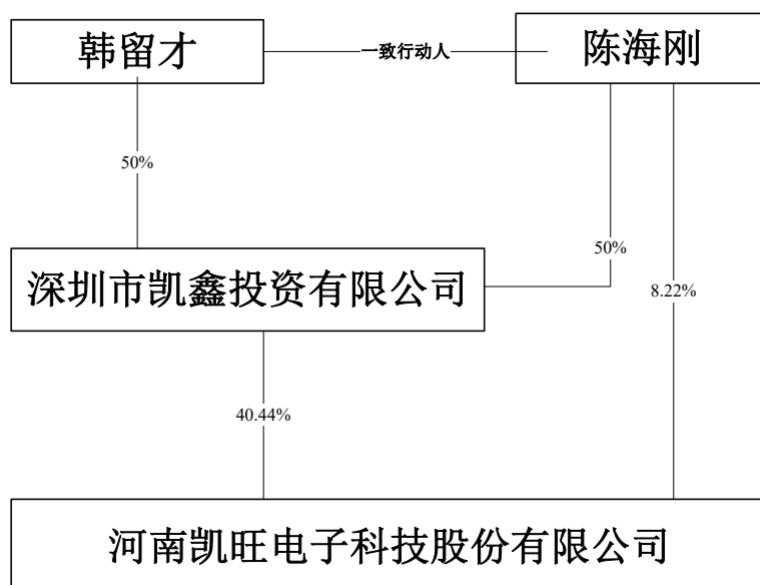 韩留才
一致行动人
陈海刚
50%
50%
深圳市凯鑫投资有限公司
8.22%
40.44%
河南凯旺电子科技股份有限公司